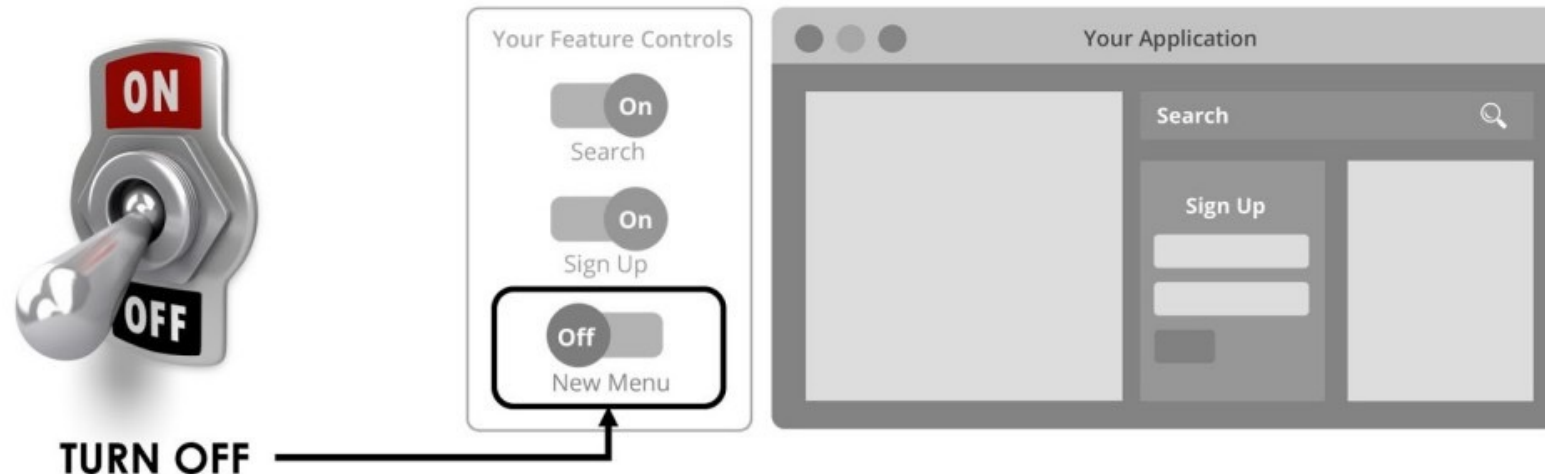 ON
OFF
TURN OFF
Your Feature Controls
On
Search
On
Sign Up
Off
New Menu
Your Application
Search
Sign Up